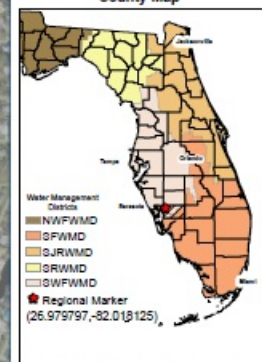 County Map
Jacksonville
Orlando
Tampa
Sarasota
Miami
Water Management
Districts
NWFWMD
SFWMD
SJRWMD
SRWMD
SWFWMD
Regional Marker
(26.979797,-82.018125)